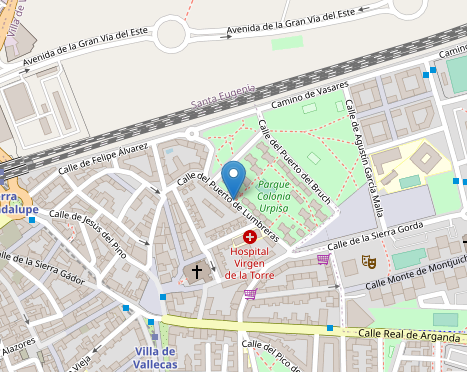 Avenida de la Gran Vía del Este
Avenida de la Gran Vía del Este
Villa de
Santa Eugenia
Camino
Camino de Vasares
Calle de Felipe Álvarez
Calle del Puerto de Lumbreras
Calle del Puerto del Bruch
Calle de Agustín García Malla
Parque
Colonia
Urpisa
Calle de Jesús del Pino
Calle de la Sierra Gorda
Hospital
Virgen
de la Torre
Calle de la Sierra Gádor
Calle Monte de Montjuich
Calle Real de Arganda
Villa de
Vallecas
Alazores
Vieja
Calle del Pico de